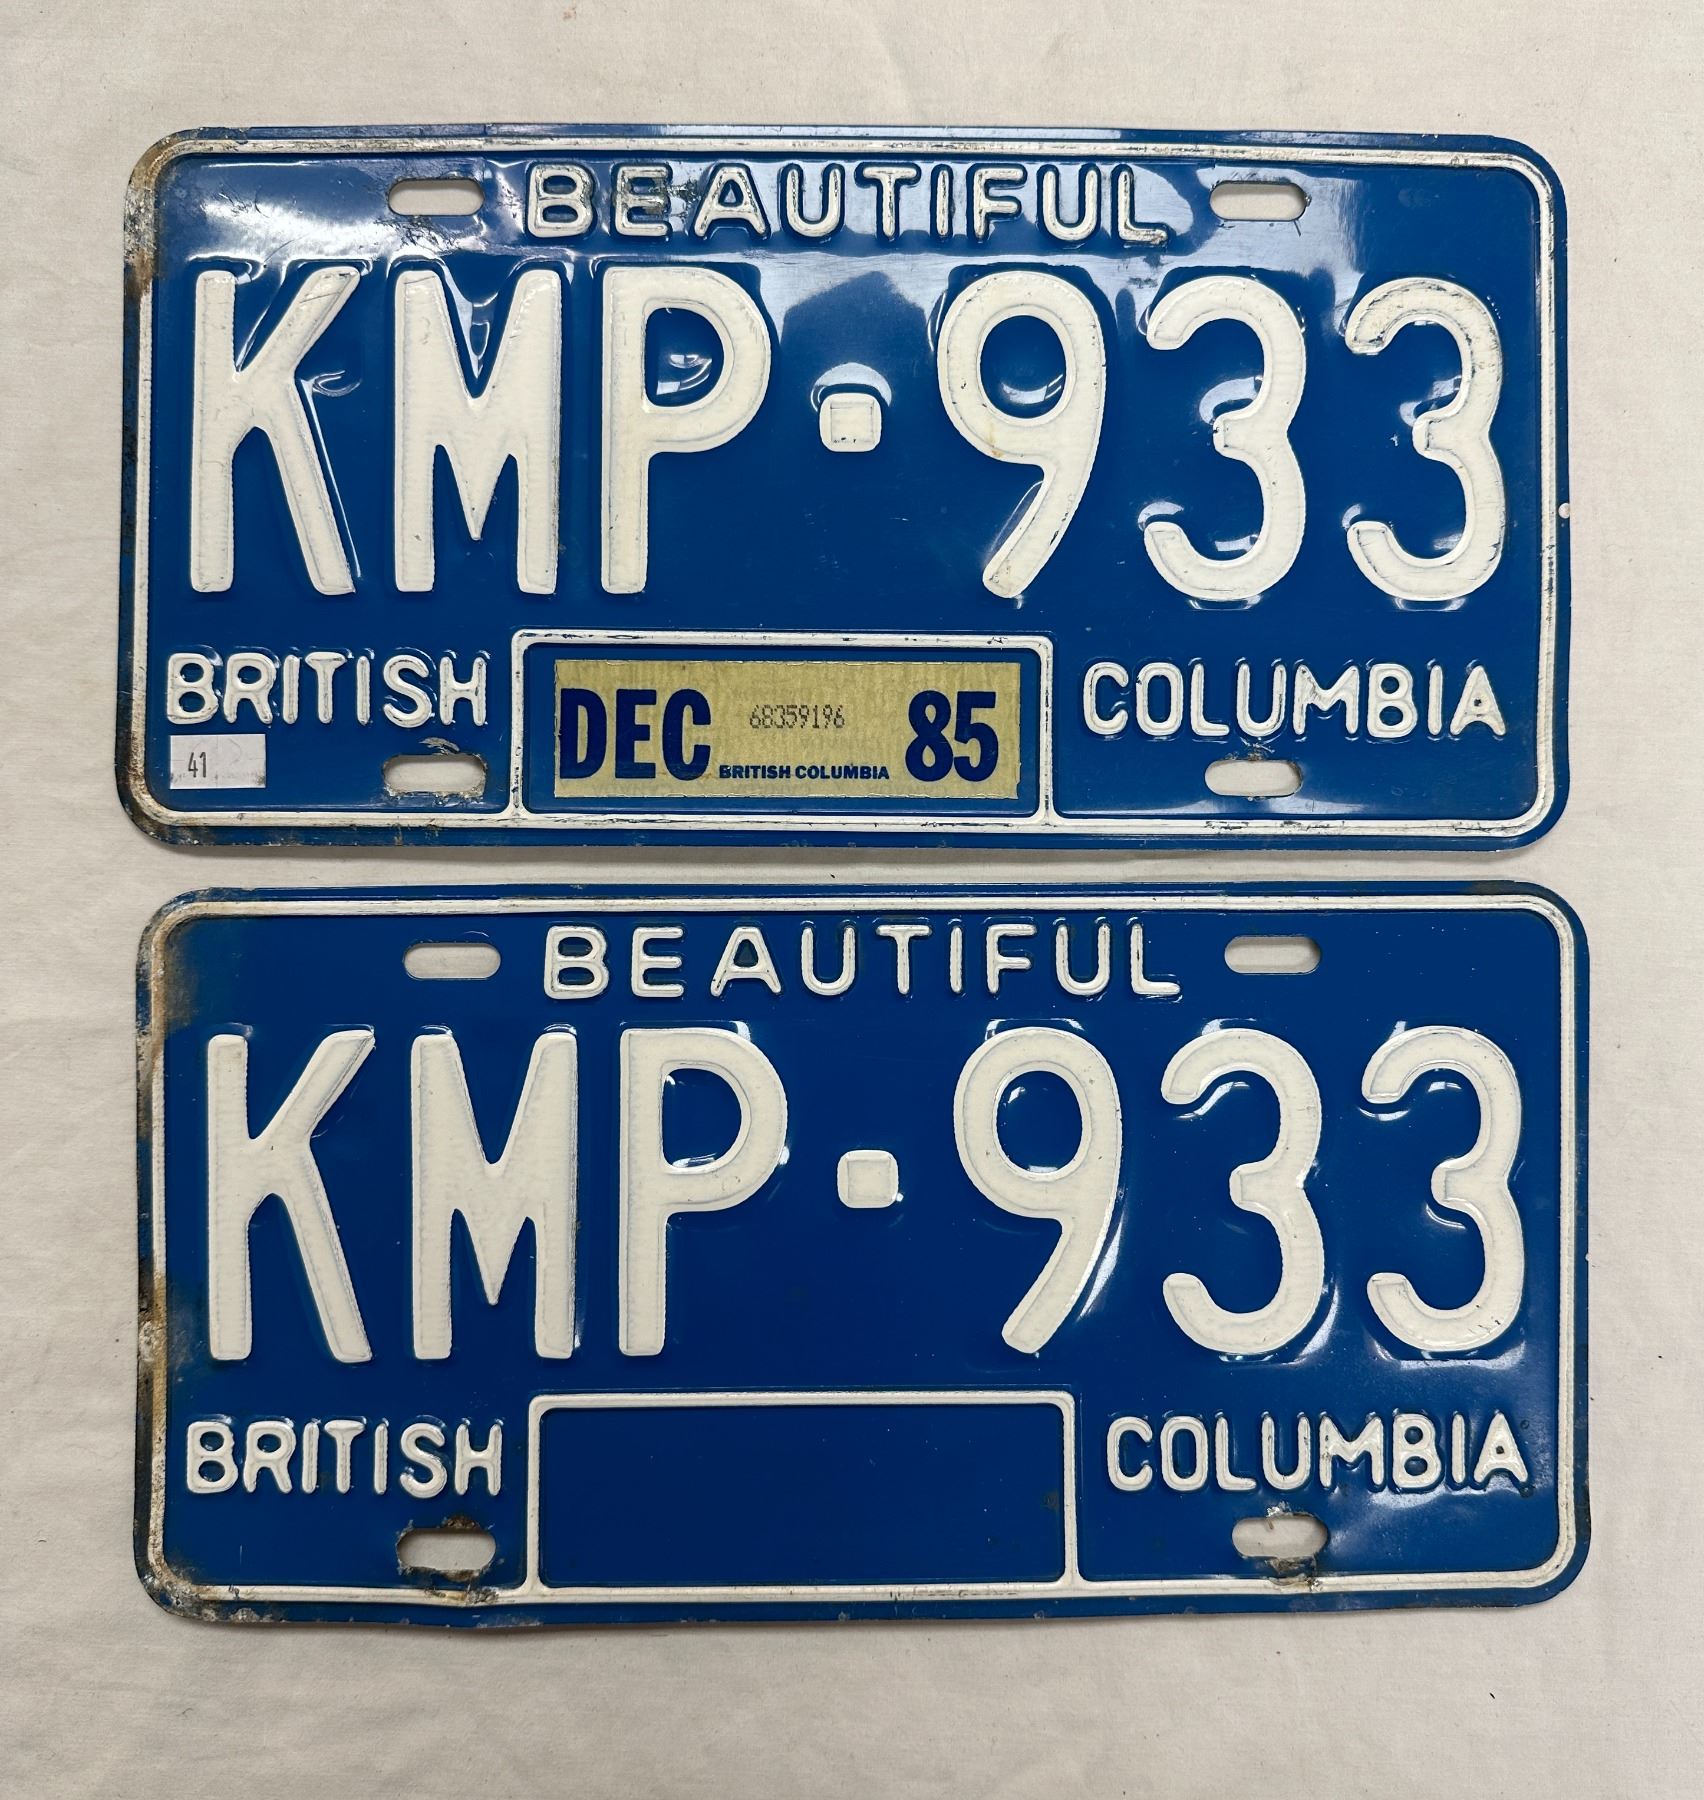 BEAUTIFUL
KMP·933
BRITISH COLUMBIA
DEC 68359196 85
BRITISH COLUMBIA
41
BEAUTIFUL
KMP·933
BRITISH COLUMBIA